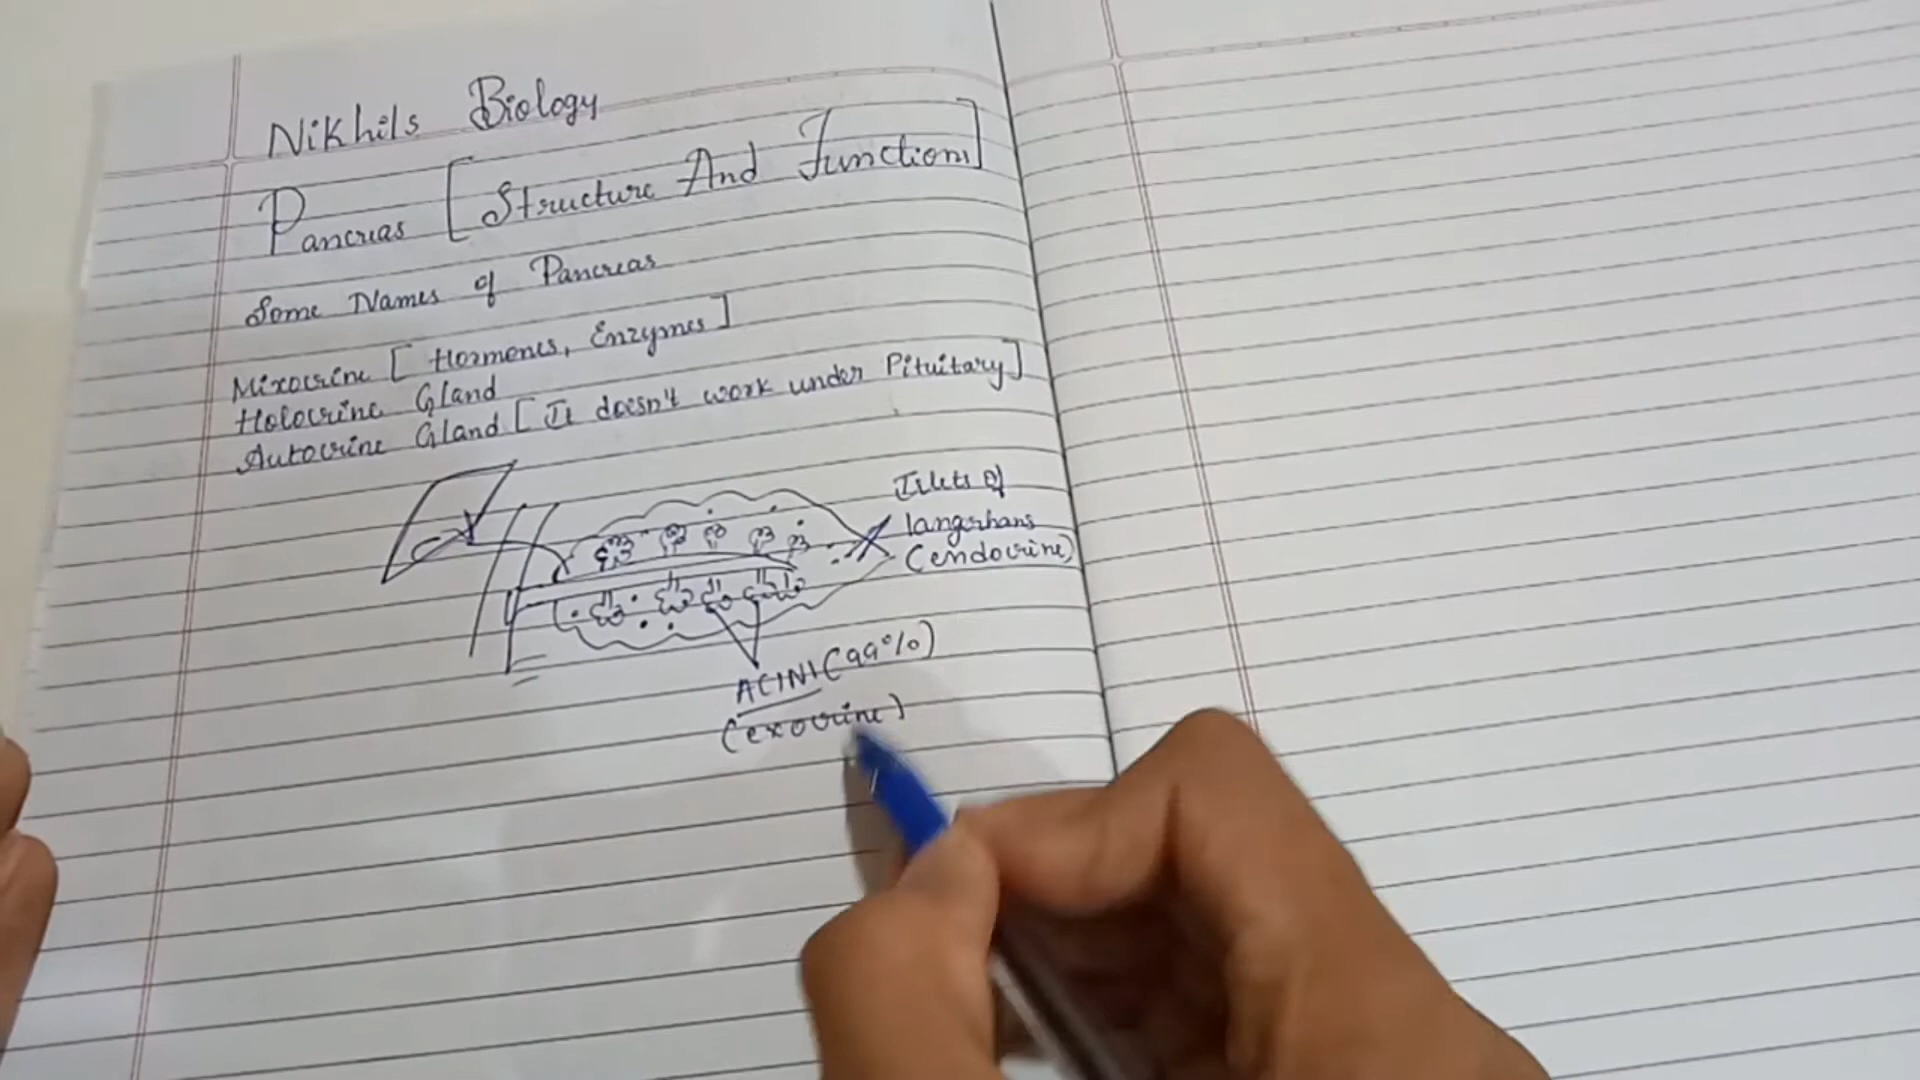 Nikhils Biology
Pancreas [Structure And Functions]
Some Names of Pancreas
Mixocrine [Hormones, Enzymes]
Holocrine Gland
Autocrine Gland [It doesn't work under Pituitary]
Islets of
langerhans
(endocrine)
ACINI (99%)
(exocrine)